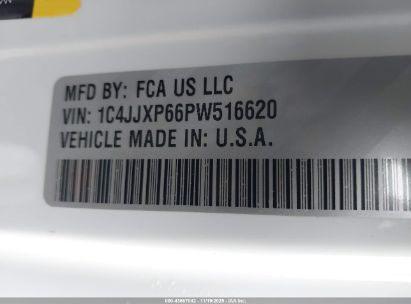 MFD BY: FCA US LLC
VIN: 1C4JJXP66PW516620
VEHICLE MADE IN: U.S.A.